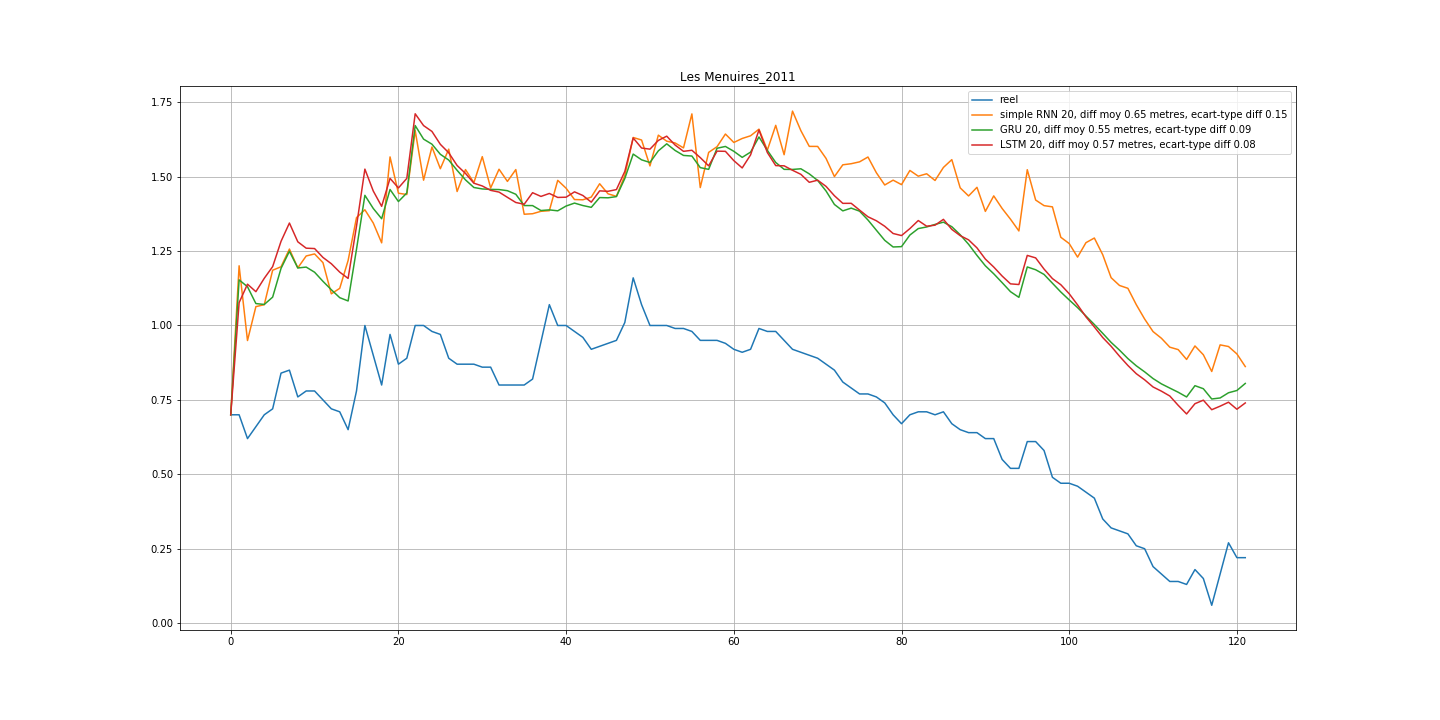 Les Menuires_2011
reel
simple RNN 20, diff moy 0.65 metres, ecart-type diff 0.15
GRU 20, diff moy 0.55 metres, ecart-type diff 0.09
LSTM 20, diff moy 0.57 metres, ecart-type diff 0.08
1.75
1.50
1.25
1.00
0.75
0.50
0.25
0.00
0 20 40 60 80 100 120